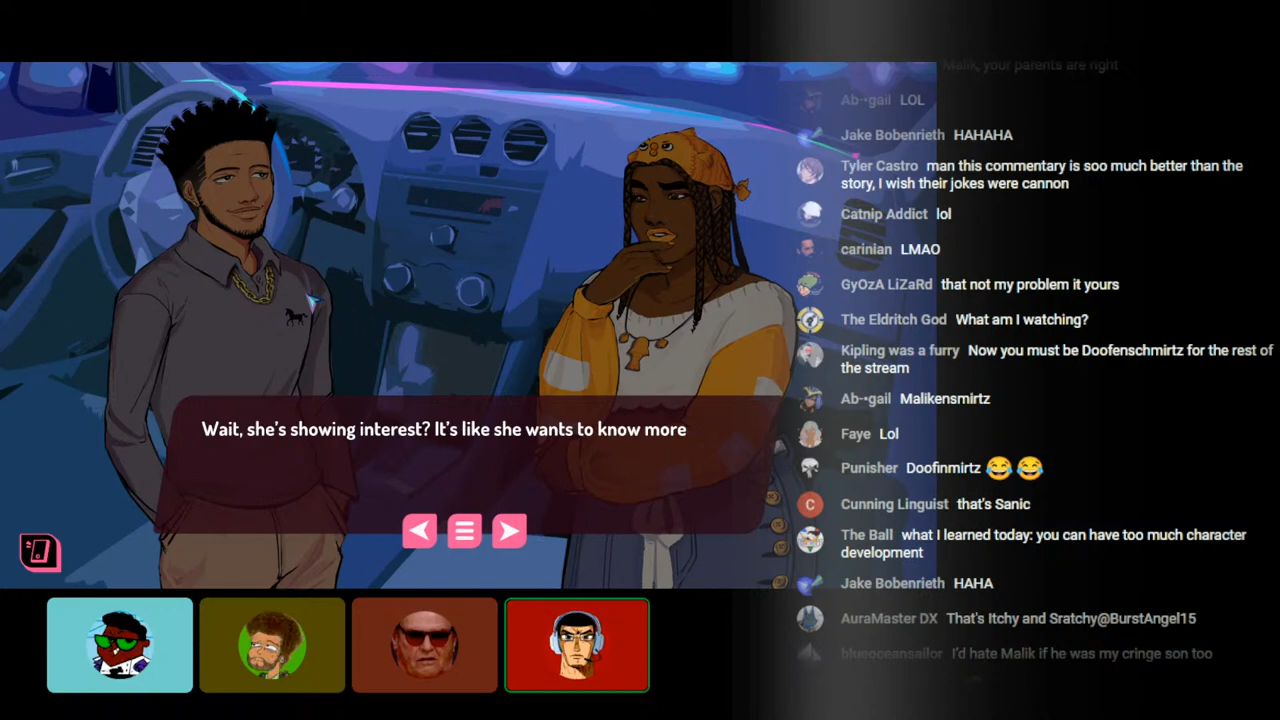 Malik, your parents are right
Ab-•gail LOL
Jake Bobenrieth HAHAHA
Tyler Castro man this commentary is soo much better than the
story, I wish their jokes were cannon
Catnip Addict lol
carinian LMAO
GyOzA LiZaRd that not my problem it yours
The Eldritch God What am I watching?
Kipling was a furry Now you must be Doofenschmirtz for the rest of
the stream
Ab-•gail Malikensmirtz
Faye Lol
Wait, she's showing interest? It's like she wants to know more
Punisher Doofinmirtz 😂 😂
C Cunning Linguist that's Sanic
The Ball what I learned today: you can have too much character
development
Jake Bobenrieth HAHA
AuraMaster DX That's Itchy and Sratchy@BurstAngel15
blueoceansailor I'd hate Malik if he was my cringe son too